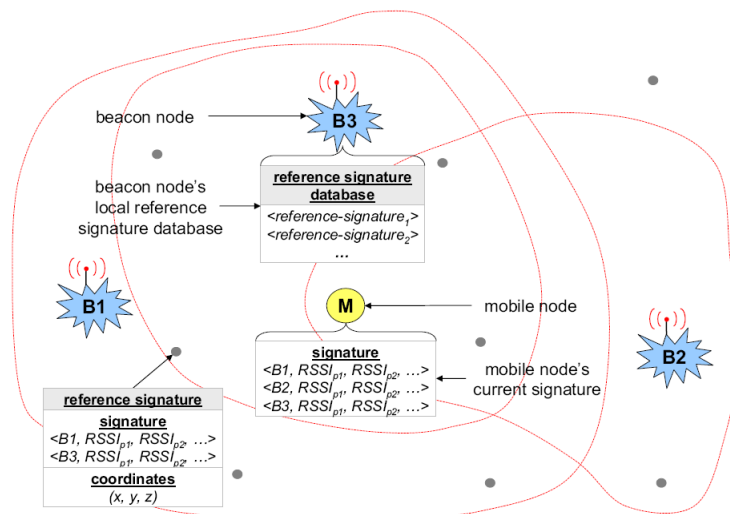 beacon node
B3
beacon node's
local reference
signature database
reference signature
database
<reference-signature1>
<reference-signature2>
...
B1
M
mobile node
B2
signature
<B1, RSSIp1, RSSIp2, ...>
<B2, RSSIp1, RSSIp2, ...>
<B3, RSSIp1, RSSIp2, ...>
mobile node's
current signature
reference signature
signature
<B1, RSSIp1, RSSIp2, ...>
<B3, RSSIp1, RSSIp2, ...>
coordinates
(x, y, z)